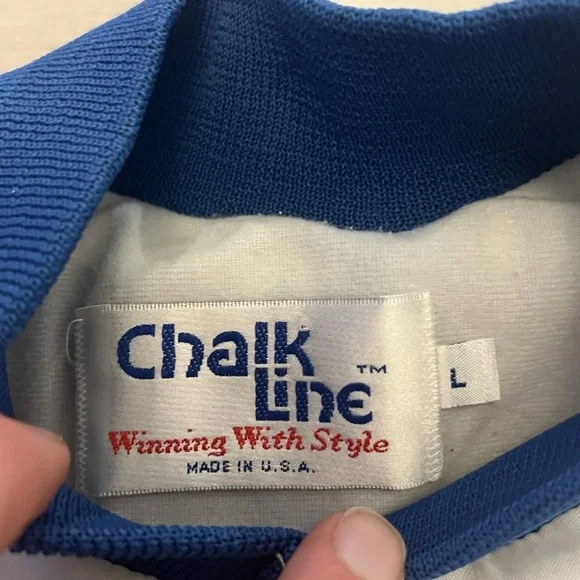 Chalk
Line™
Winning With Style
MADE IN U.S.A.
L